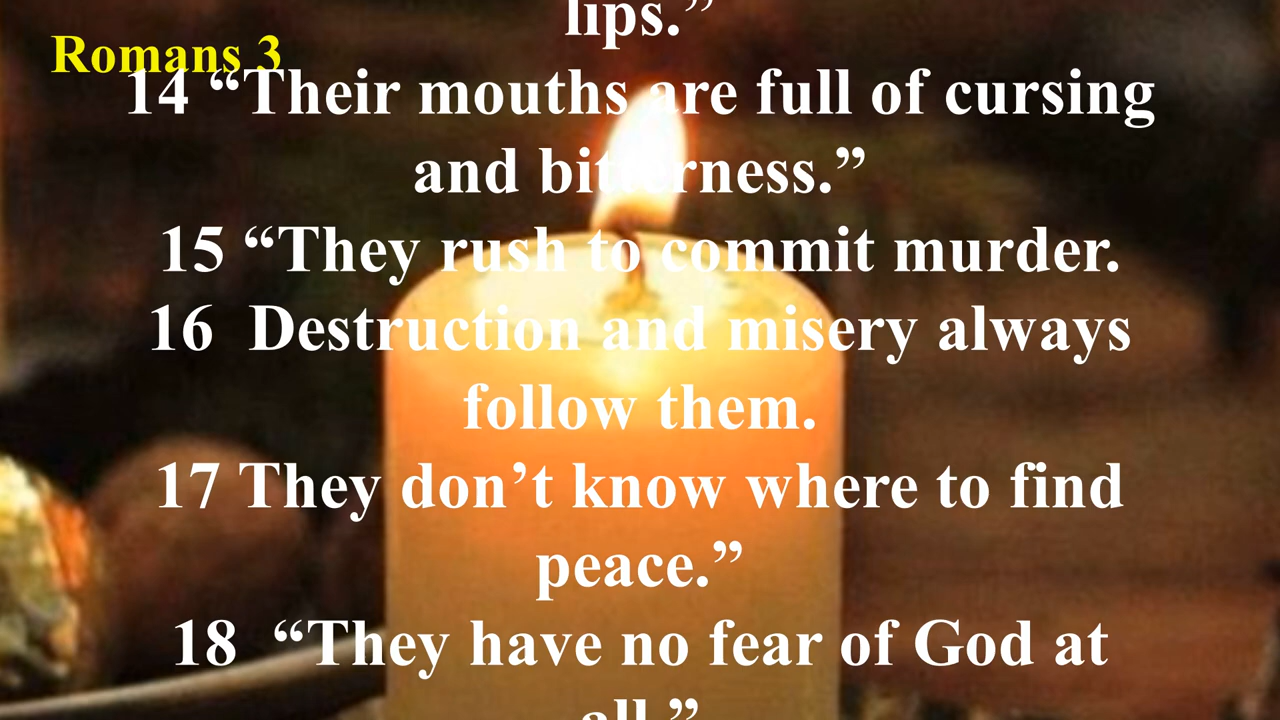 lips.”
Romans 3
14 “Their mouths are full of cursing
and bitterness.”
15 “They rush to commit murder.
16  Destruction and misery always
follow them.
17 They don’t know where to find
peace.”
18  “They have no fear of God at
all.”